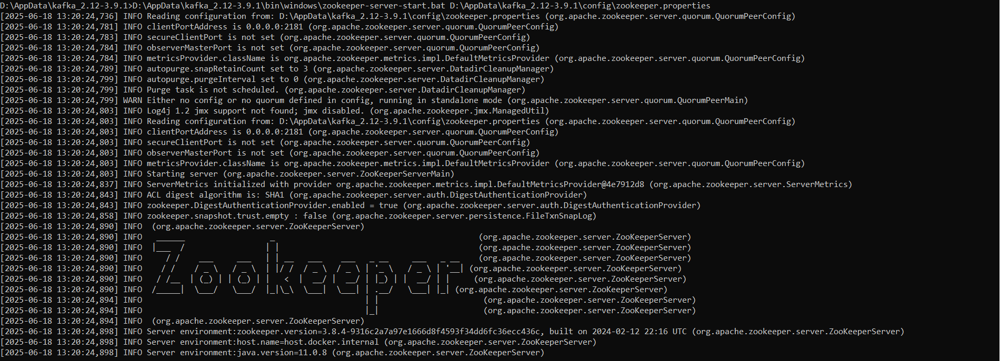 D:\AppData\kafka_2.12-3.9.1>D:\AppData\kafka_2.12-3.9.1\bin\windows\zookeeper-server-start.bat D:\AppData\kafka_2.12-3.9.1\config\zookeeper.properties
[2025-06-18 13:20:24,736] INFO Reading configuration from: D:\AppData\kafka_2.12-3.9.1\config\zookeeper.properties (org.apache.zookeeper.server.quorum.QuorumPeerConfig)
[2025-06-18 13:20:24,781] INFO clientPortAddress is 0.0.0.0:2181 (org.apache.zookeeper.server.quorum.QuorumPeerConfig)
[2025-06-18 13:20:24,783] INFO secureClientPort is not set (org.apache.zookeeper.server.quorum.QuorumPeerConfig)
[2025-06-18 13:20:24,784] INFO observerMasterPort is not set (org.apache.zookeeper.server.quorum.QuorumPeerConfig)
[2025-06-18 13:20:24,784] INFO metricsProvider.className is org.apache.zookeeper.metrics.impl.DefaultMetricsProvider (org.apache.zookeeper.server.quorum.QuorumPeerConfig)
[2025-06-18 13:20:24,789] INFO autopurge.snapRetainCount set to 3 (org.apache.zookeeper.server.DatadirCleanupManager)
[2025-06-18 13:20:24,799] INFO autopurge.purgeInterval set to 0 (org.apache.zookeeper.server.DatadirCleanupManager)
[2025-06-18 13:20:24,799] INFO Purge task is not scheduled. (org.apache.zookeeper.server.DatadirCleanupManager)
[2025-06-18 13:20:24,799] WARN Either no config or no quorum defined in config, running in standalone mode (org.apache.zookeeper.server.quorum.QuorumPeerMain)
[2025-06-18 13:20:24,803] INFO Log4j 1.2 jmx support not found; jmx disabled. (org.apache.zookeeper.jmx.ManagedUtil)
[2025-06-18 13:20:24,803] INFO Reading configuration from: D:\AppData\kafka_2.12-3.9.1\config\zookeeper.properties (org.apache.zookeeper.server.quorum.QuorumPeerConfig)
[2025-06-18 13:20:24,803] INFO clientPortAddress is 0.0.0.0:2181 (org.apache.zookeeper.server.quorum.QuorumPeerConfig)
[2025-06-18 13:20:24,803] INFO secureClientPort is not set (org.apache.zookeeper.server.quorum.QuorumPeerConfig)
[2025-06-18 13:20:24,803] INFO observerMasterPort is not set (org.apache.zookeeper.server.quorum.QuorumPeerConfig)
[2025-06-18 13:20:24,803] INFO metricsProvider.className is org.apache.zookeeper.metrics.impl.DefaultMetricsProvider (org.apache.zookeeper.server.quorum.QuorumPeerConfig)
[2025-06-18 13:20:24,803] INFO Starting server (org.apache.zookeeper.server.ZooKeeperServerMain)
[2025-06-18 13:20:24,837] INFO ServerMetrics initialized with provider org.apache.zookeeper.metrics.impl.DefaultMetricsProvider@4e7912d8 (org.apache.zookeeper.server.ServerMetrics)
[2025-06-18 13:20:24,843] INFO ACL digest algorithm is: SHA1 (org.apache.zookeeper.server.auth.DigestAuthenticationProvider)
[2025-06-18 13:20:24,843] INFO zookeeper.DigestAuthenticationProvider.enabled = true (org.apache.zookeeper.server.auth.DigestAuthenticationProvider)
[2025-06-18 13:20:24,858] INFO zookeeper.snapshot.trust.empty : false (org.apache.zookeeper.server.persistence.FileTxnSnapLog)
[2025-06-18 13:20:24,890] INFO  (org.apache.zookeeper.server.ZooKeeperServer)
[2025-06-18 13:20:24,890] INFO   ______                  _                                           (org.apache.zookeeper.server.ZooKeeperServer)
[2025-06-18 13:20:24,890] INFO  |___  /                 | |                                          (org.apache.zookeeper.server.ZooKeeperServer)
[2025-06-18 13:20:24,890] INFO     / /    ___     ___   | | __   ___    ___   _ __     ___   _ __    (org.apache.zookeeper.server.ZooKeeperServer)
[2025-06-18 13:20:24,890] INFO    / /    / _ \   / _ \  | |/ /  / _ \  / _ \ | '_ \   / _ \ | '__| (org.apache.zookeeper.server.ZooKeeperServer)
[2025-06-18 13:20:24,890] INFO   / /__  | (_) | | (_) | |   <  |  __/ |  __/ | |_) | |  __/ | |     (org.apache.zookeeper.server.ZooKeeperServer)
[2025-06-18 13:20:24,890] INFO  /_____|  \___/   \___/  |_|\_\  \___|  \___| | .__/   \___| |_| (org.apache.zookeeper.server.ZooKeeperServer)
[2025-06-18 13:20:24,894] INFO                                               | |                      (org.apache.zookeeper.server.ZooKeeperServer)
[2025-06-18 13:20:24,894] INFO                                               |_|                      (org.apache.zookeeper.server.ZooKeeperServer)
[2025-06-18 13:20:24,894] INFO  (org.apache.zookeeper.server.ZooKeeperServer)
[2025-06-18 13:20:24,898] INFO Server environment:zookeeper.version=3.8.4-9316c2a7a97e1666d8f4593f34dd6fc36ecc436c, built on 2024-02-12 22:16 UTC (org.apache.zookeeper.server.ZooKeeperServer)
[2025-06-18 13:20:24,898] INFO Server environment:host.name=host.docker.internal (org.apache.zookeeper.server.ZooKeeperServer)
[2025-06-18 13:20:24,898] INFO Server environment:java.version=11.0.8 (org.apache.zookeeper.server.ZooKeeperServer)